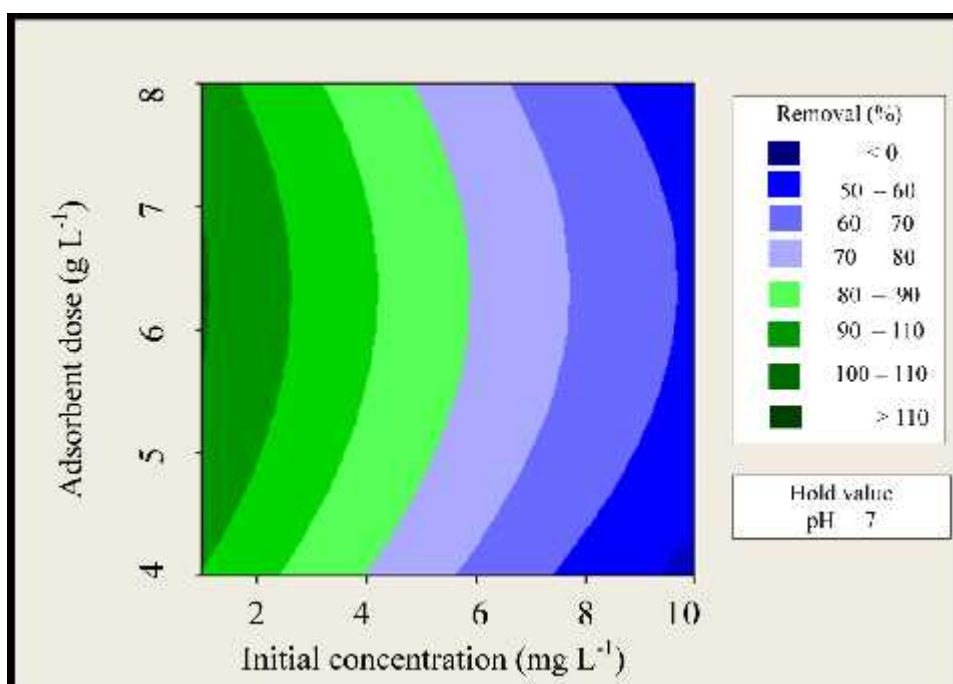 8
7
6
5
4
Adsorbent dose (g L⁻¹)
2 4 6 8 10
Initial concentration (mg L⁻¹)
Removal (%)
< 0
50 – 60
60 70
70 80
80 – 90
90 – 110
100 – 110
> 110
Hold value
pH 7